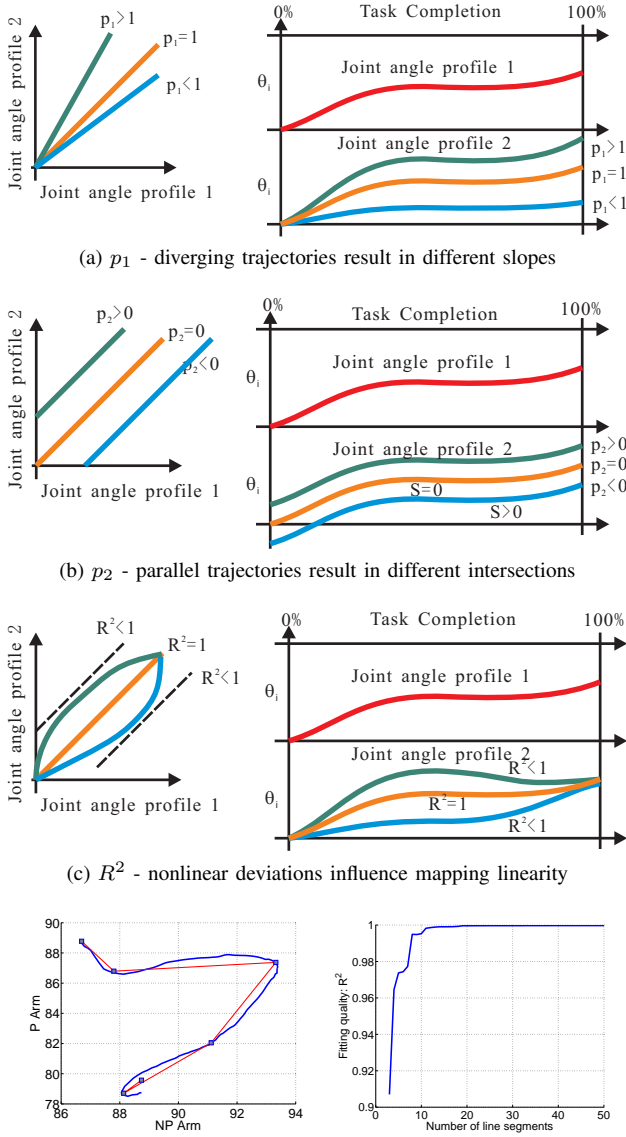 p₁>1
p₁=1
p₁<1
Joint angle profile 2
Joint angle profile 1
Task Completion
100%
0%
θᵢ
Joint angle profile 1
Joint angle profile 2
θᵢ
p₁>1
p₁=1
p₁<1
(a) p₁ - diverging trajectories result in different slopes
p₂>0
p₂=0
p₂<0
Joint angle profile 2
Joint angle profile 1
0%
Task Completion
100%
θᵢ
Joint angle profile 1
Joint angle profile 2
θᵢ
S=0
S>0
p₂>0
p₂=0
p₂<0
(b) p₂ - parallel trajectories result in different intersections
R²<1
R²=1
R²<1
Joint angle profile 2
Joint angle profile 1
0%
Task Completion
100%
θᵢ
Joint angle profile 1
Joint angle profile 2
θᵢ
R²<1
R²=1
R²<1
(c) R² - nonlinear deviations influence mapping linearity
90
88
86
84
82
80
78
P Arm
86 88 90 92 94
NP Arm
1
0.98
0.96
0.94
0.92
0.9
Fitting quality: R²
0 10 20 30 40 50
Number of line segments